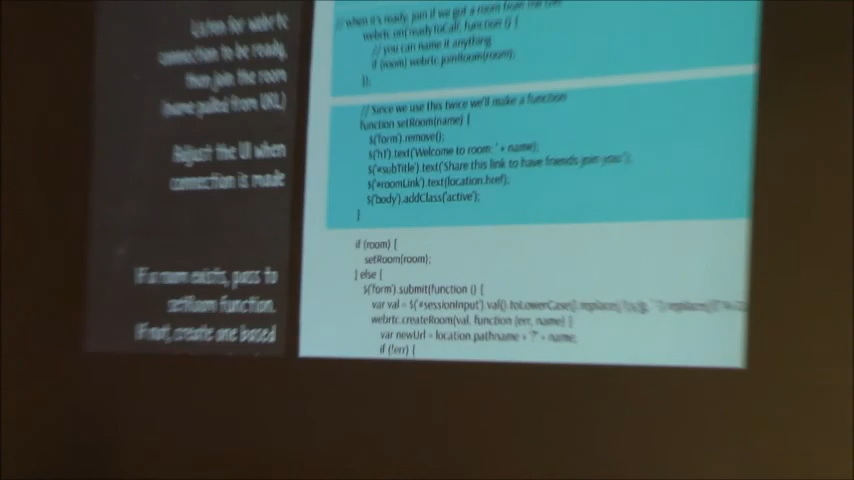 Listen for webrtc
connection to be ready,
then join the room
(name pulled from URL)
Adjust the UI when
connection is made
If a room exists, pass to
setRoom function.
If not, create one based
// when it's ready, join if we got a room from the
webrtc.on('readyToCall', function () {
// you can name it anything
if (room) webrtc.joinRoom(room);
});
// Since we use this twice we'll make a function
function setRoom(name) {
$('form').remove();
$('h1').text('Welcome to room: ' + name);
$('#subTitle').text('Share this link to have friends join you:');
$('#roomLink').text(location.href);
$('body').addClass('active');
}
if (room) {
setRoom(room);
} else {
$('form').submit(function () {
var val = $('#sessionInput').val().toLowerCase().replace(
webrtc.createRoom(val, function (err, name) {
var newUrl = location.pathname + '?' + name;
if (!err) {